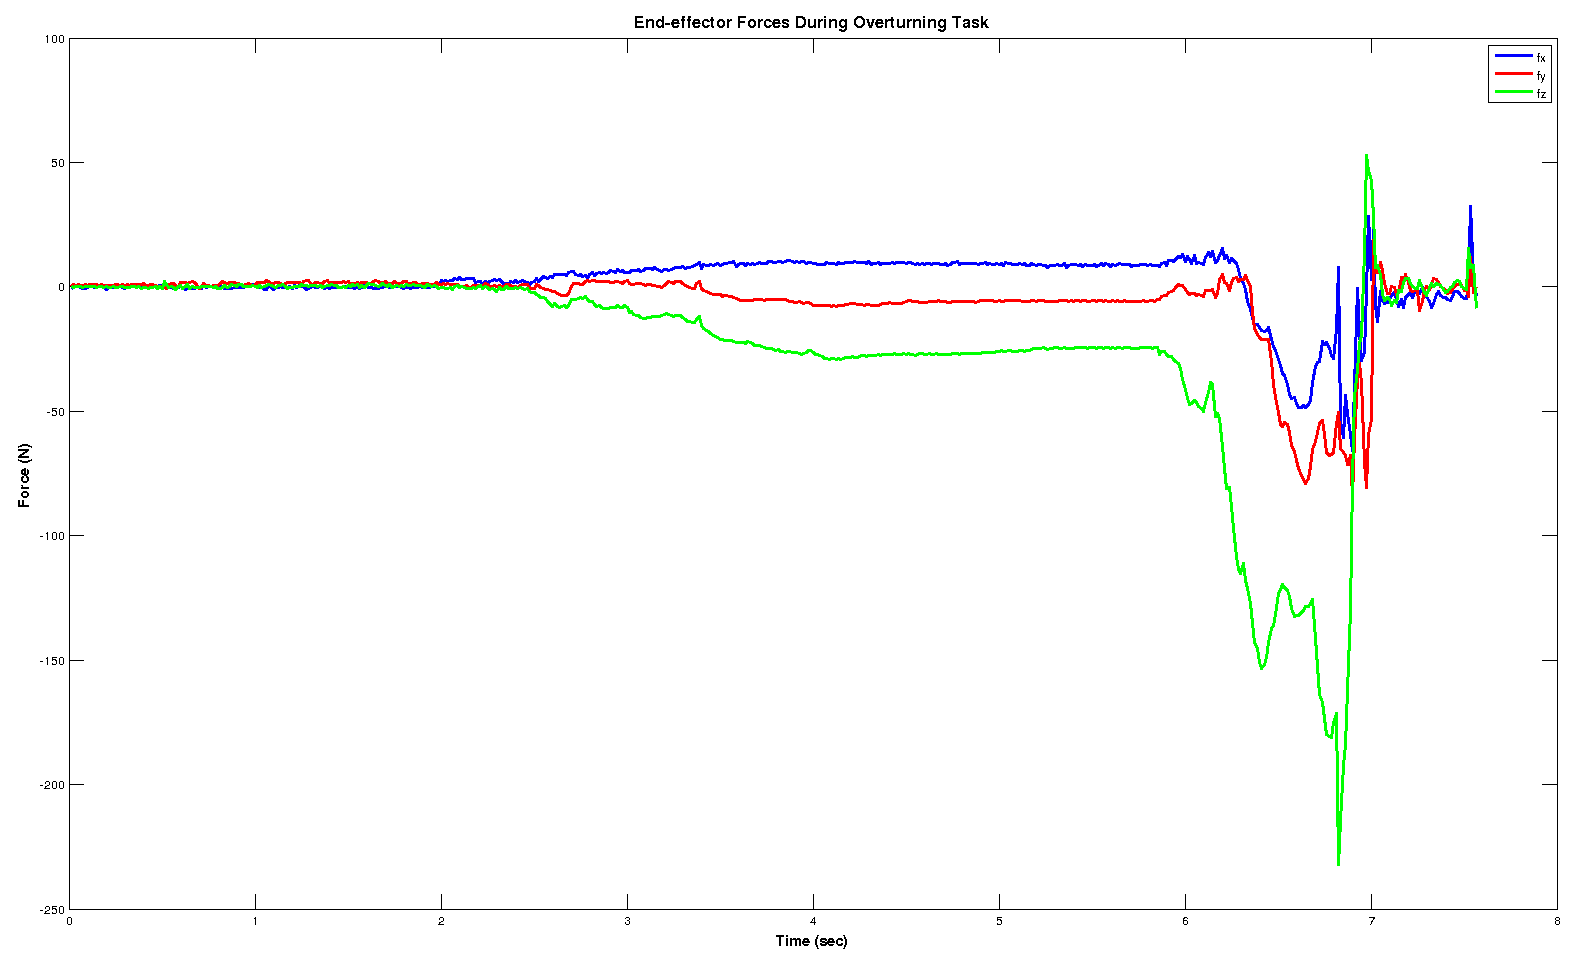 End-effector Forces During Overturning Task
100
50
0
-50
-100
-150
-200
-250
Force (N)
0 1 2 3 4 5 6 7 8
Time (sec)
fx
fy
fz